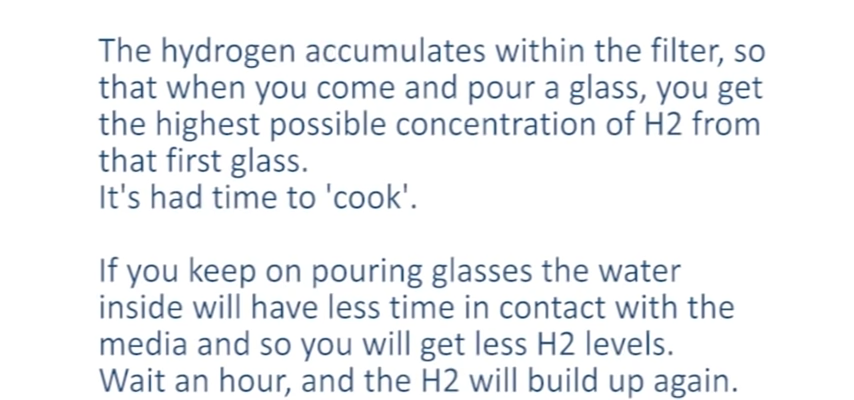 The hydrogen accumulates within the filter, so
that when you come and pour a glass, you get
the highest possible concentration of H2 from
that first glass.
It's had time to 'cook'.
If you keep on pouring glasses the water
inside will have less time in contact with the
media and so you will get less H2 levels.
Wait an hour, and the H2 will build up again.